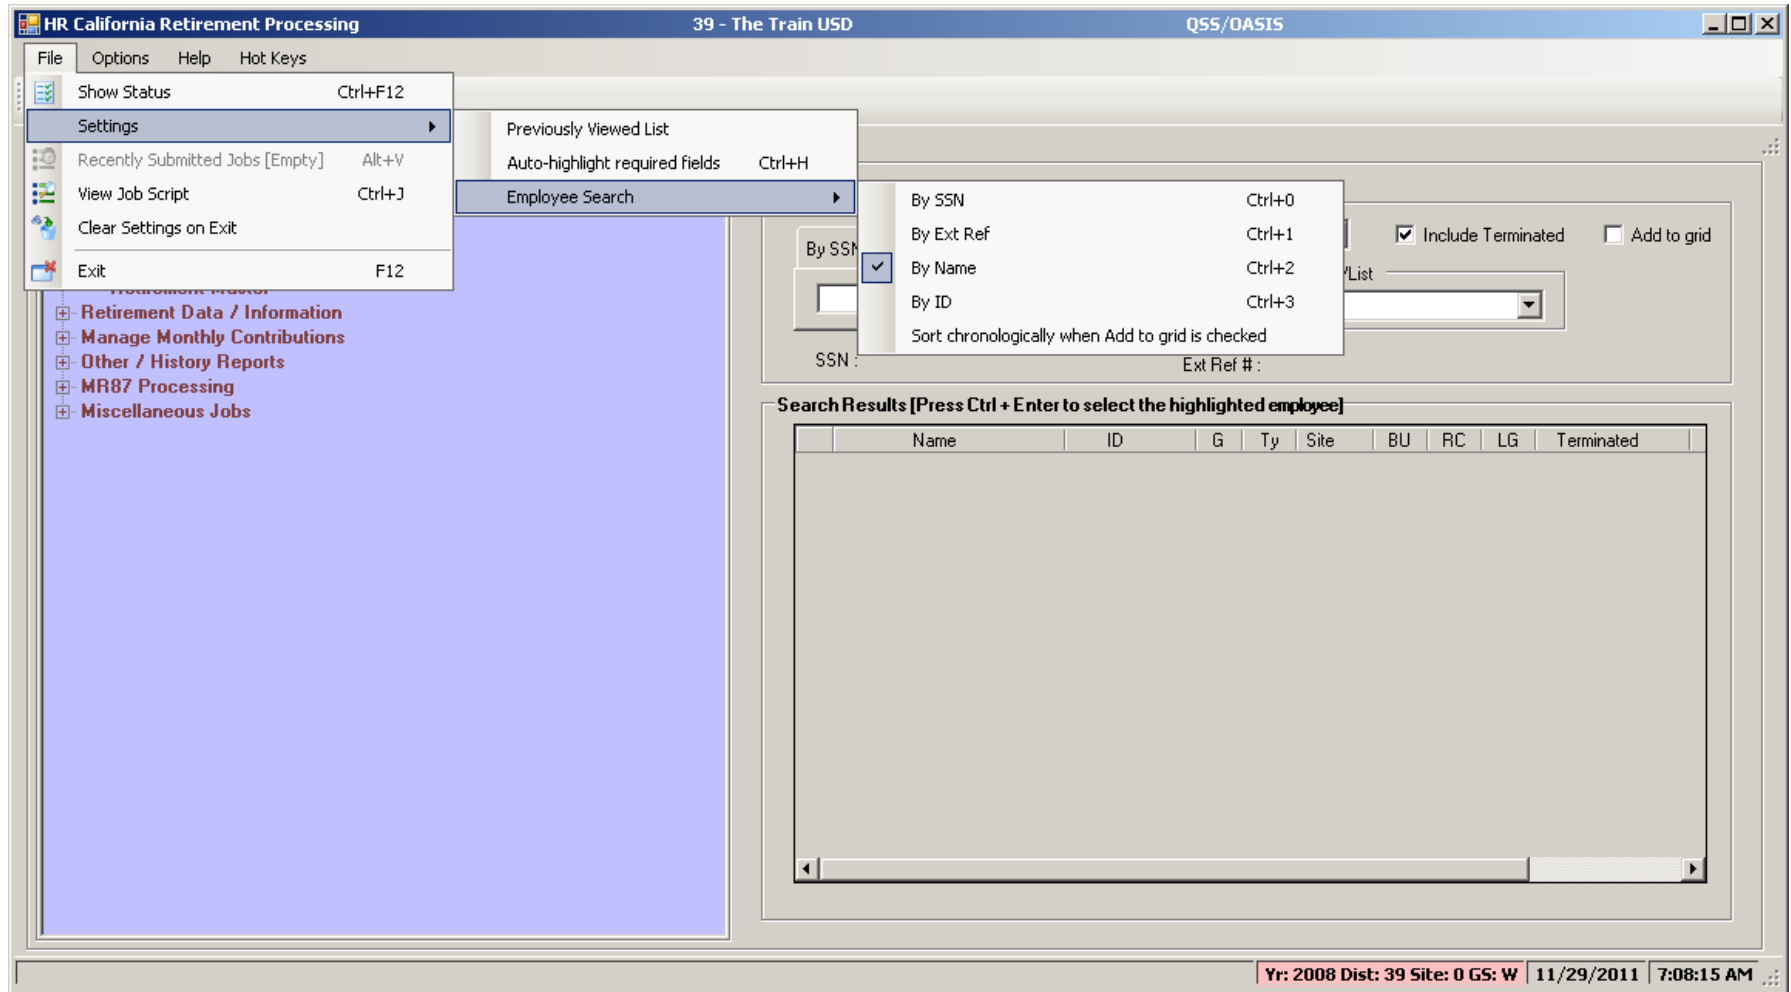 HR California Retirement Processing 39 - The Train USD QSS/OASIS
File Options Help Hot Keys
Show Status Ctrl+F12
Settings
Recently Submitted Jobs [Empty] Alt+V
View Job Script Ctrl+J
Clear Settings on Exit
Exit F12
Previously Viewed List
Auto-highlight required fields Ctrl+H
Employee Search
By SSN Ctrl+0
By Ext Ref Ctrl+1
By Name Ctrl+2
By ID Ctrl+3
Sort chronologically when Add to grid is checked
Retirement Master
Retirement Data / Information
Manage Monthly Contributions
Other / History Reports
MR87 Processing
Miscellaneous Jobs
By SSN
Include Terminated Add to grid
/List
SSN : Ext Ref # :
Search Results [Press Ctrl + Enter to select the highlighted employee]
Name ID G Ty Site BU RC LG Terminated
Yr: 2008 Dist: 39 Site: 0 GS: W 11/29/2011 7:08:15 AM